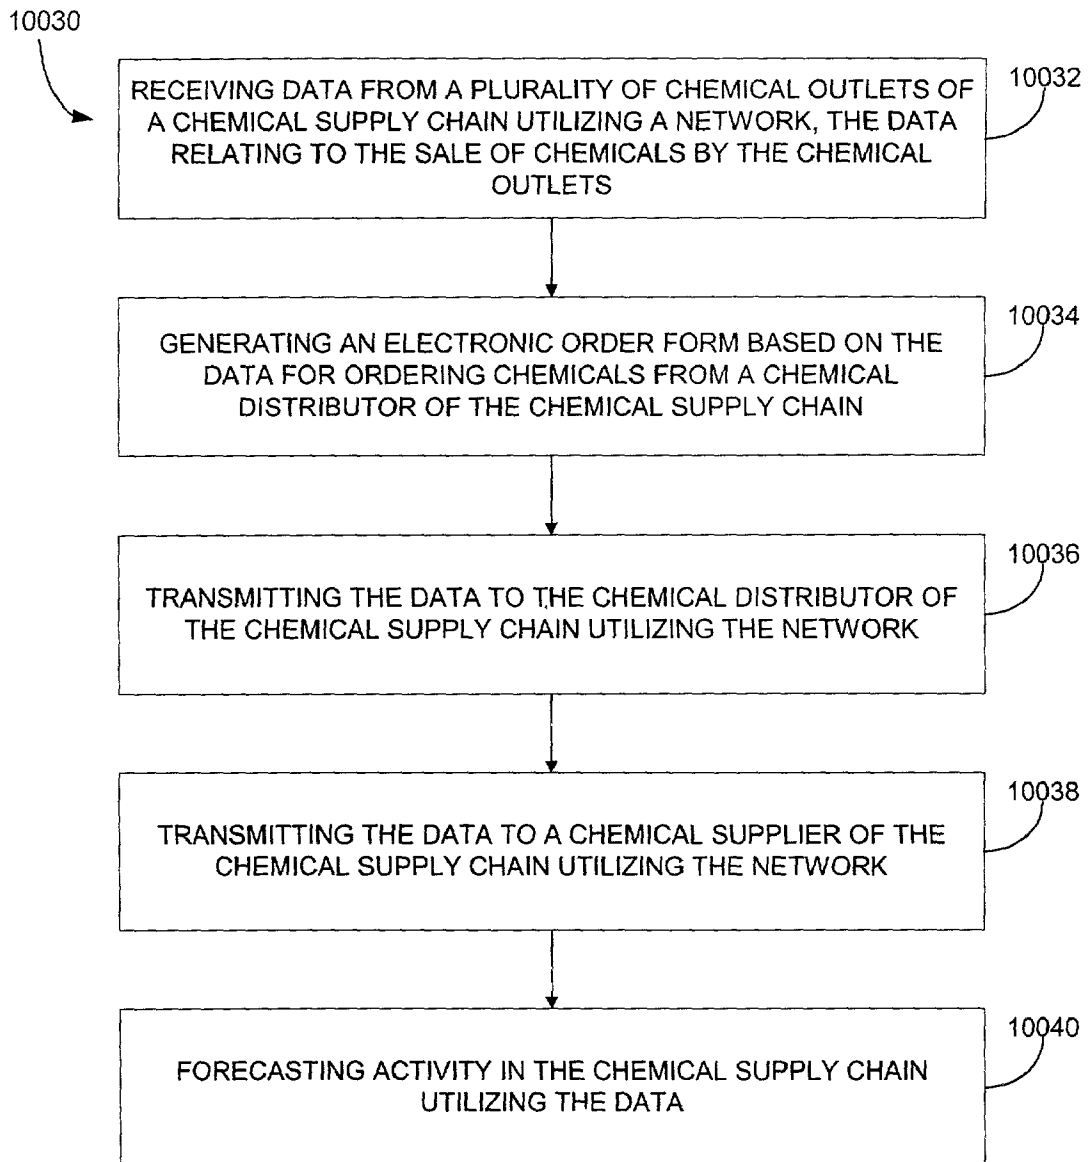 10030
10032
RECEIVING DATA FROM A PLURALITY OF CHEMICAL OUTLETS OF
A CHEMICAL SUPPLY CHAIN UTILIZING A NETWORK, THE DATA
RELATING TO THE SALE OF CHEMICALS BY THE CHEMICAL
OUTLETS
10034
GENERATING AN ELECTRONIC ORDER FORM BASED ON THE
DATA FOR ORDERING CHEMICALS FROM A CHEMICAL
DISTRIBUTOR OF THE CHEMICAL SUPPLY CHAIN
10036
TRANSMITTING THE DATA TO THE CHEMICAL DISTRIBUTOR OF
THE CHEMICAL SUPPLY CHAIN UTILIZING THE NETWORK
10038
TRANSMITTING THE DATA TO A CHEMICAL SUPPLIER OF THE
CHEMICAL SUPPLY CHAIN UTILIZING THE NETWORK
10040
FORECASTING ACTIVITY IN THE CHEMICAL SUPPLY CHAIN
UTILIZING THE DATA